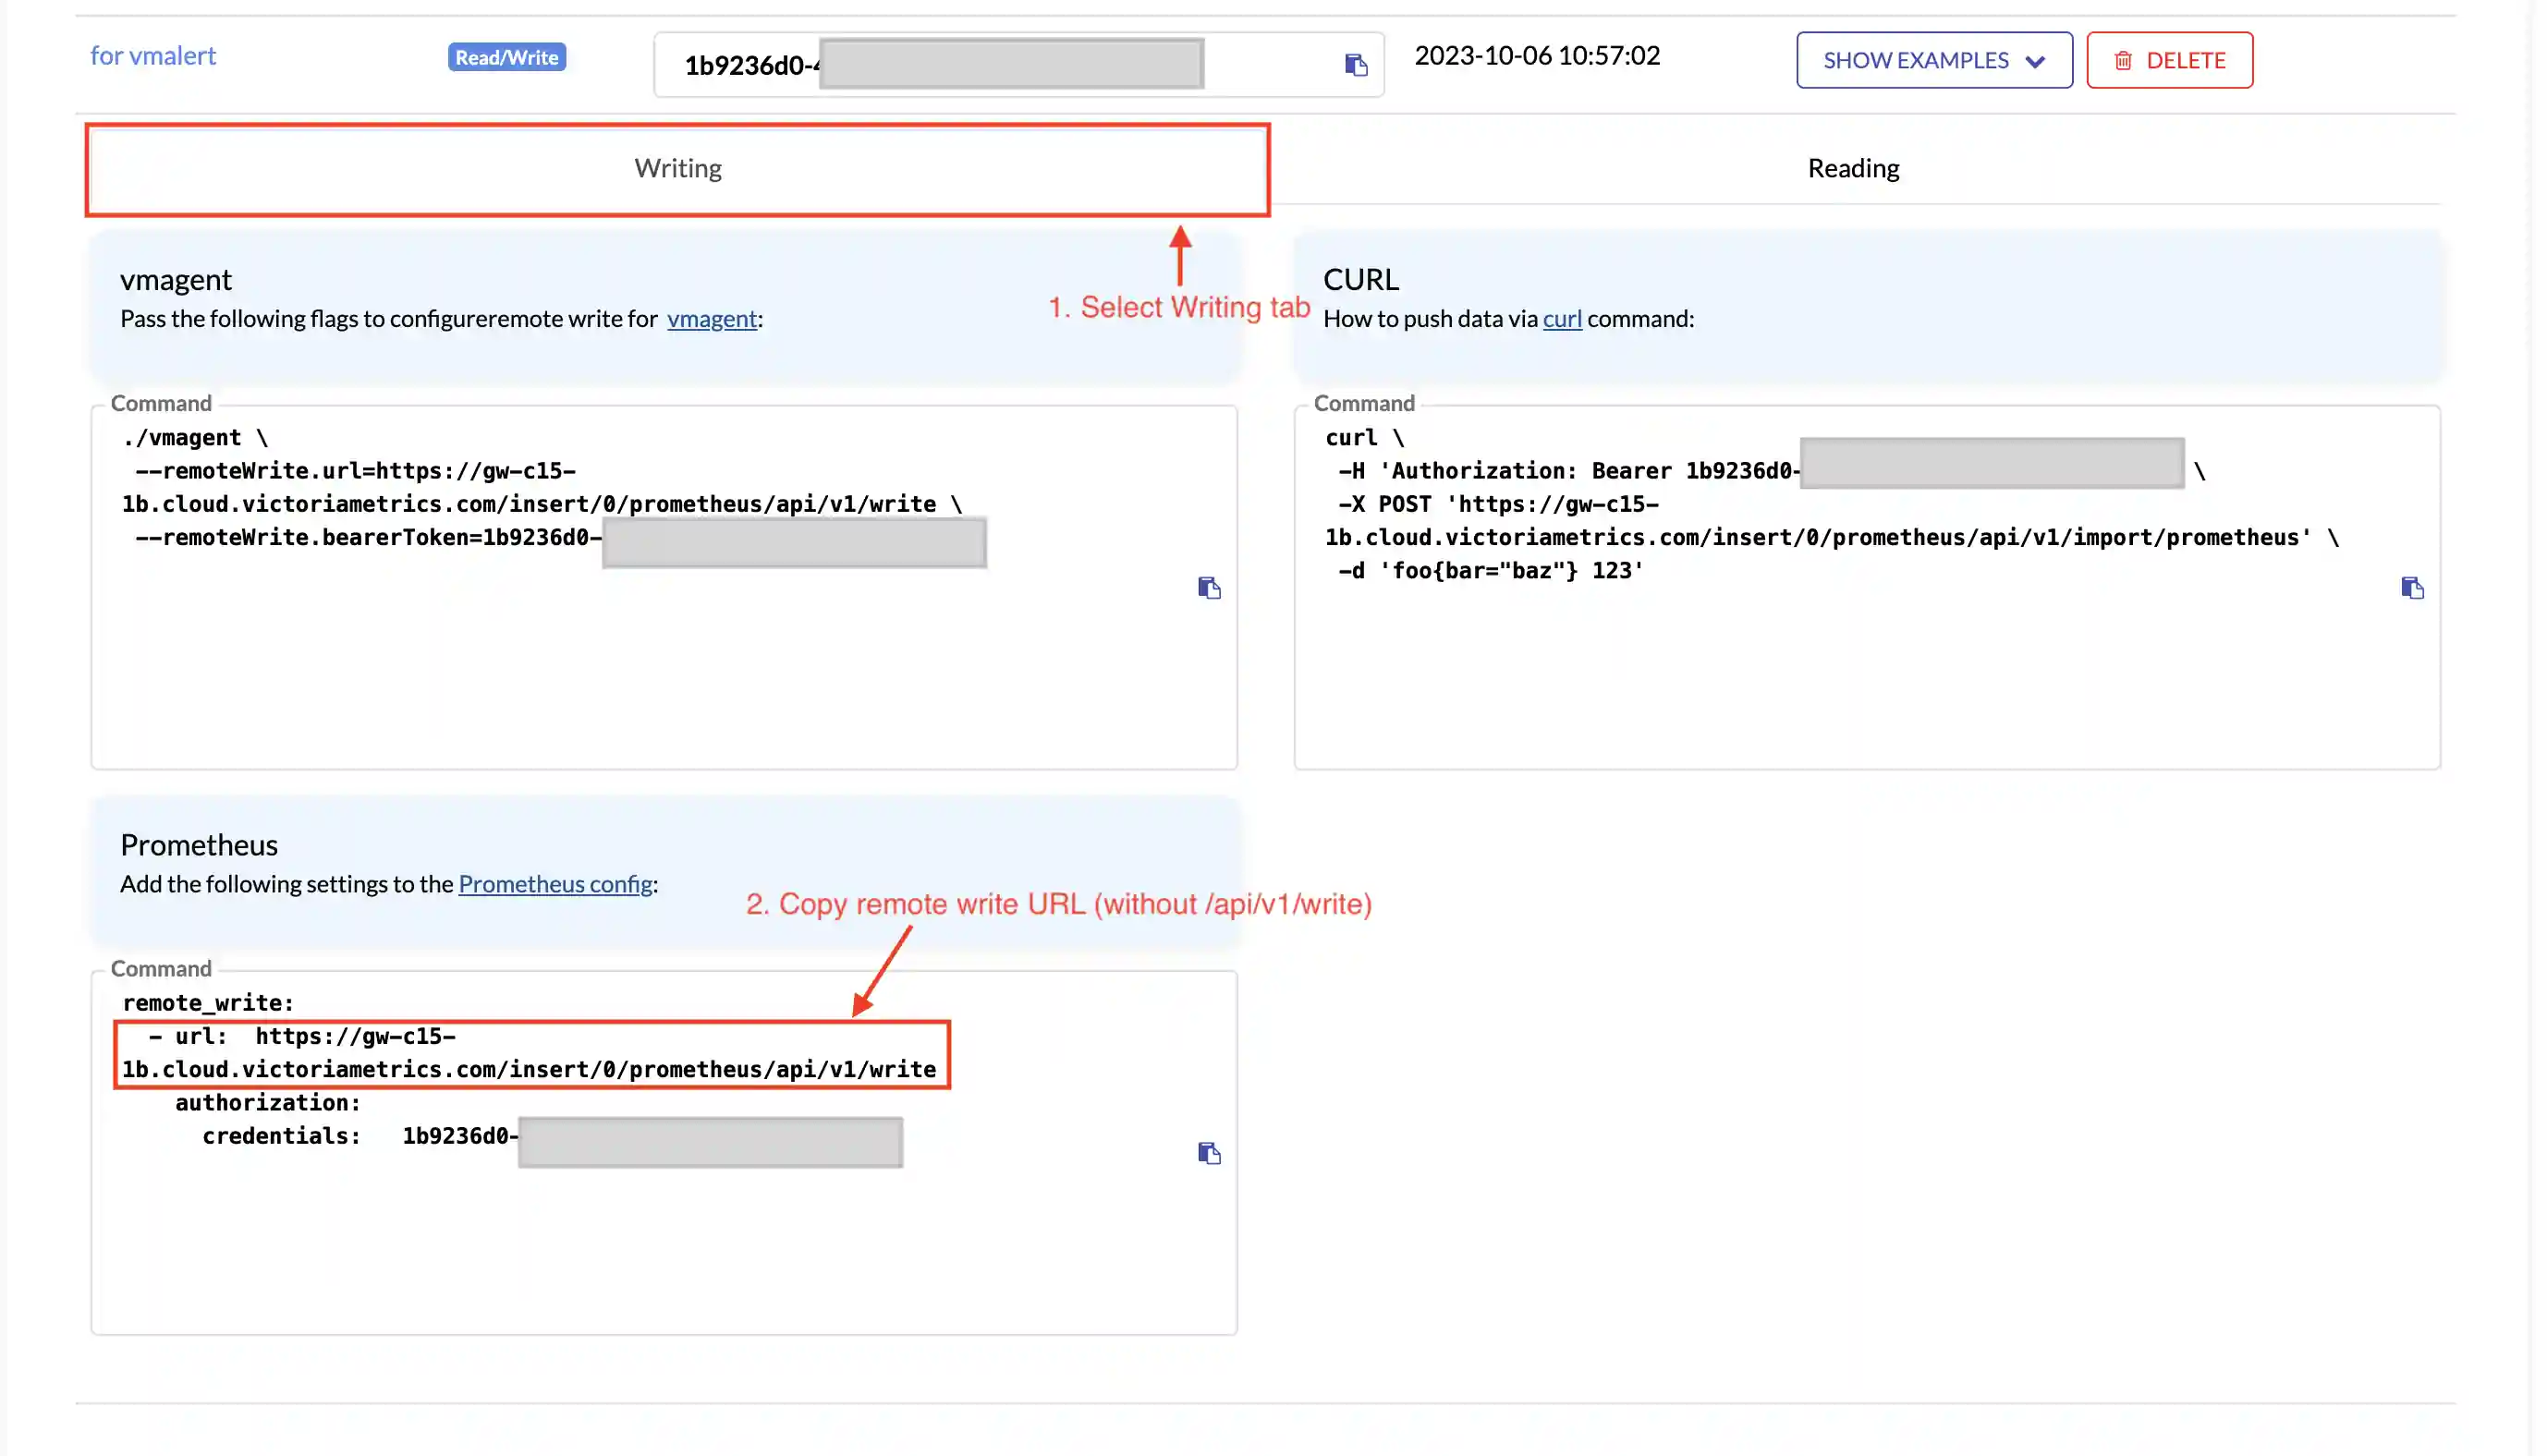 for vmalert
Read/Write
1b9236d0-
2023-10-06 10:57:02
SHOW EXAMPLES
DELETE
Writing
Reading
1. Select Writing tab
vmagent
Pass the following flags to configureremote write for vmagent:
Command
./vmagent \
--remoteWrite.url=https://gw-c15-
1b.cloud.victoriametrics.com/insert/0/prometheus/api/v1/write \
--remoteWrite.bearerToken=1b9236d0-
CURL
How to push data via curl command:
Command
curl \
-H 'Authorization: Bearer 1b9236d0- \
-X POST 'https://gw-c15-
1b.cloud.victoriametrics.com/insert/0/prometheus/api/v1/import/prometheus' \
-d 'foo{bar="baz"} 123'
Prometheus
Add the following settings to the Prometheus config:
2. Copy remote write URL (without /api/v1/write)
Command
remote_write:
- url: https://gw-c15-
1b.cloud.victoriametrics.com/insert/0/prometheus/api/v1/write
authorization:
credentials: 1b9236d0-